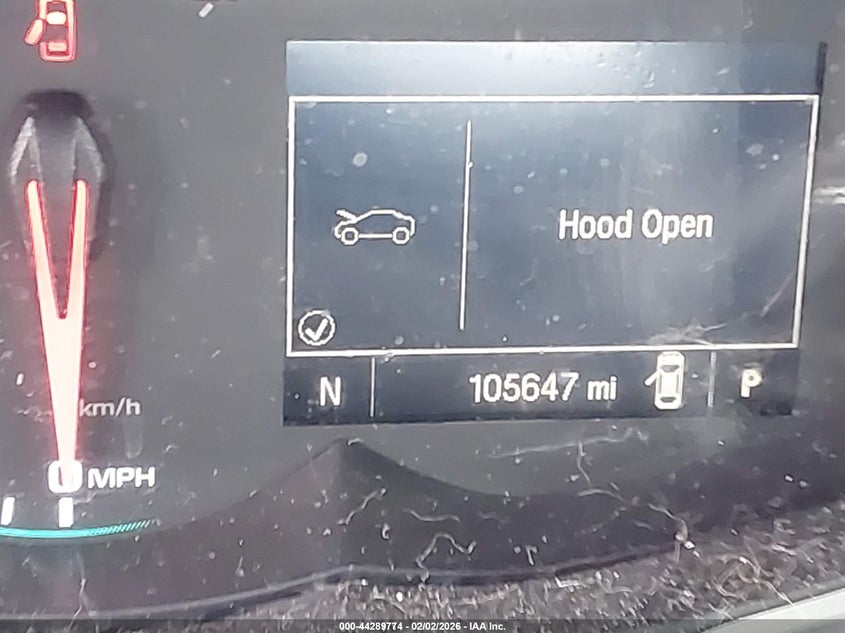 Hood Open
N 105647 mi P
km/h
0 MPH
000-44289774 - 02/02/2026 - IAA Inc.